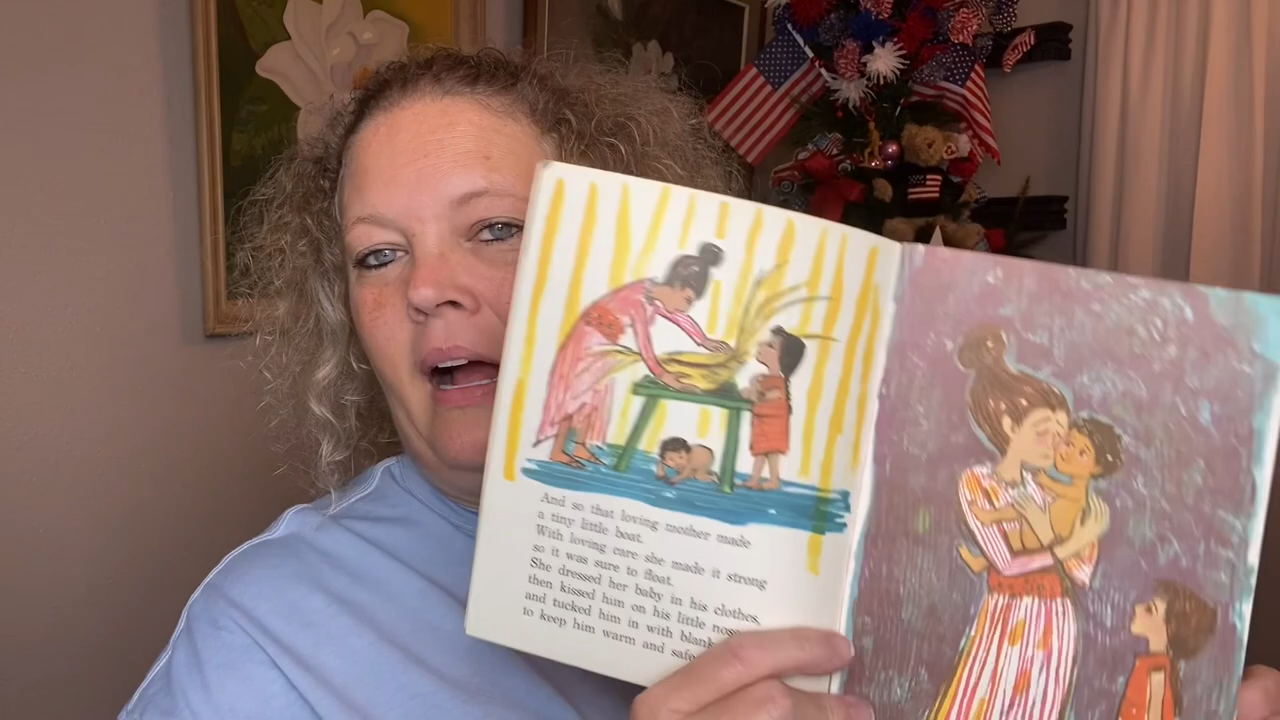 And so that loving mother made
a tiny little boat.
With loving care she made it strong
so it was sure to float.
She dressed her baby in his clothes,
then kissed him on his little nose
and tucked him in with
to keep him warm and safe